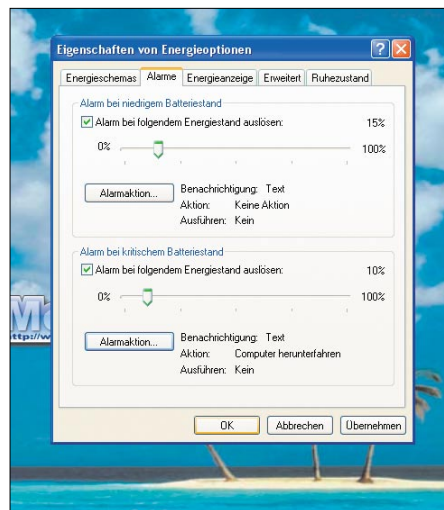 Eigenschaften von Energieoptionen
Energieschemas Alarme Energieanzeige Erweitert Ruhezustand
Alarm bei niedrigem Batteriestand
Alarm bei folgendem Energiestand auslösen: 15%
0% 100%
Alarmaktion... Benachrichtigung: Text
Aktion: Keine Aktion
Ausführen: Kein
Alarm bei kritischem Batteriestand
Alarm bei folgendem Energiestand auslösen: 10%
0% 100%
Alarmaktion... Benachrichtigung: Text
Aktion: Computer herunterfahren
Ausführen: Kein
OK Abbrechen Übernehmen